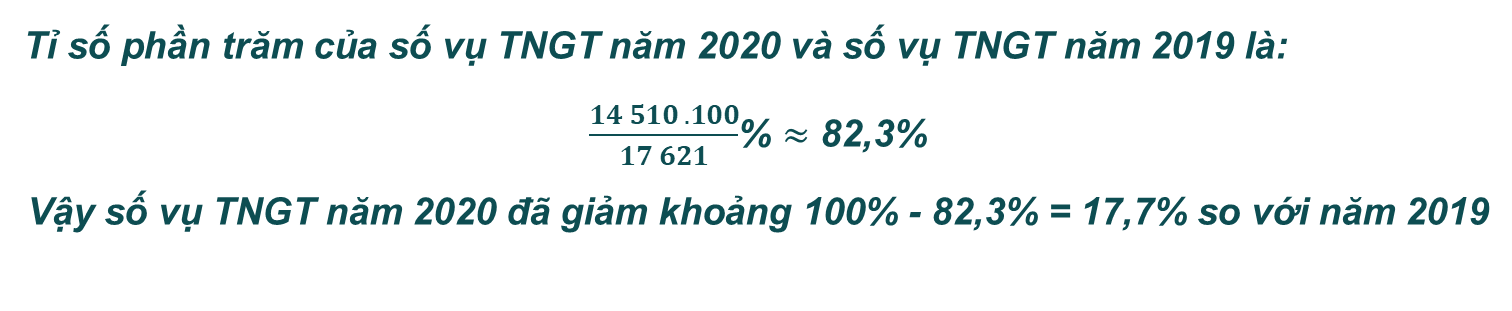 Tỉ số phần trăm của số vụ TNGT năm 2020 và số vụ TNGT năm 2019 là:
14 510 .100
17 621
% ≈ 82,3%
Vậy số vụ TNGT năm 2020 đã giảm khoảng 100% - 82,3% = 17,7% so với năm 2019